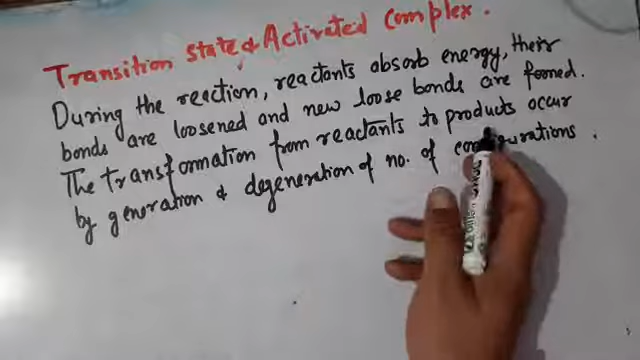 Transition state & Activated Complex.
During the reaction, reactants absorb energy, their
bonds are loosened and new loose bonds are formed.
The transformation from reactants to products occur
by generation & degeneration of no. of configurations.